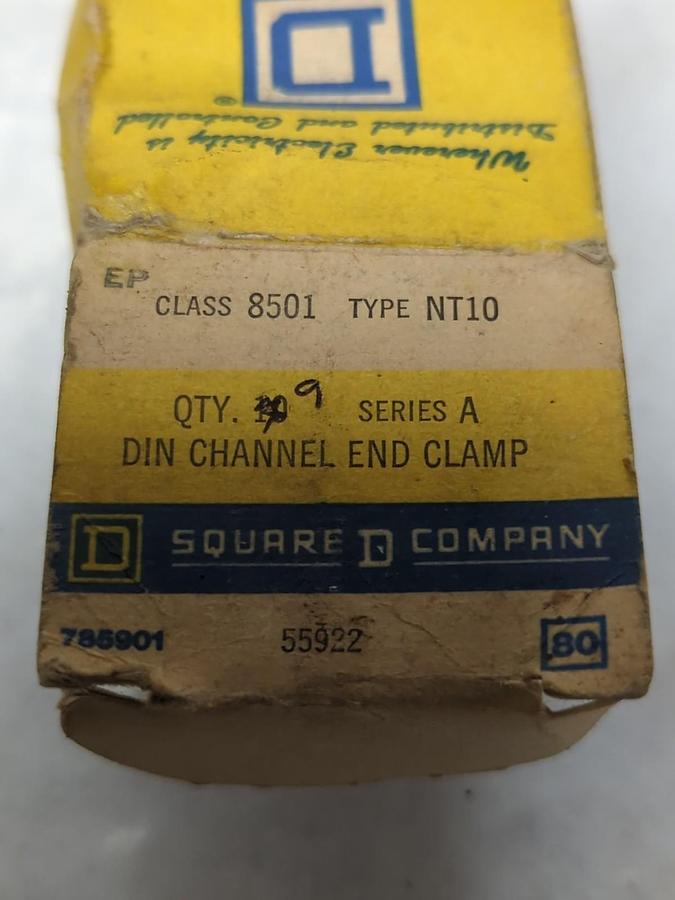 D
Wherever Electricity is
Distributed and Controlled
®
EP
CLASS 8501 TYPE NT10
QTY. 10 9 SERIES A
DIN CHANNEL END CLAMP
D SQUARE D COMPANY
785901 55922 80